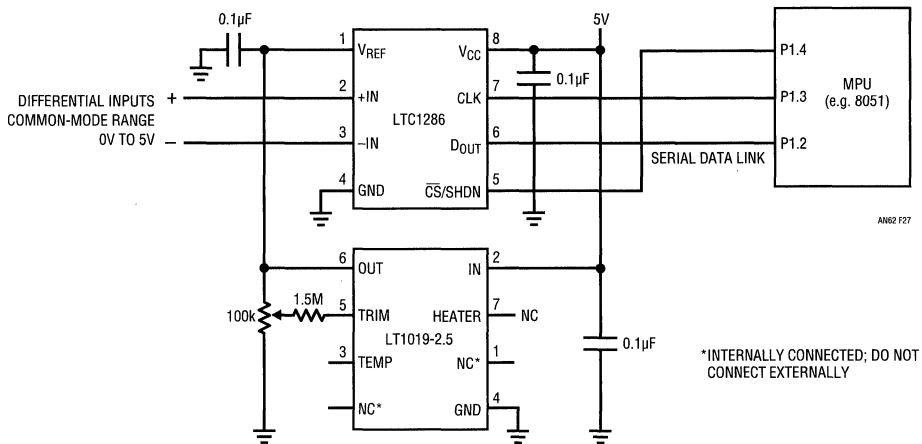 0.1µF
5V
1
VREF
VCC
8
0.1µF
P1.4
MPU
(e.g. 8051)
DIFFERENTIAL INPUTS
COMMON-MODE RANGE
0V TO 5V
+
2
+IN
CLK
7
P1.3
LTC1286
–
3
–IN
DOUT
6
SERIAL DATA LINK
P1.2
4
GND
CS/SHDN
5
AN62 F27
6
OUT
IN
2
100k
1.5M
5
TRIM
HEATER
7
NC
LT1019-2.5
3
TEMP
NC*
1
0.1µF
NC*
GND
4
*INTERNALLY CONNECTED; DO NOT
CONNECT EXTERNALLY